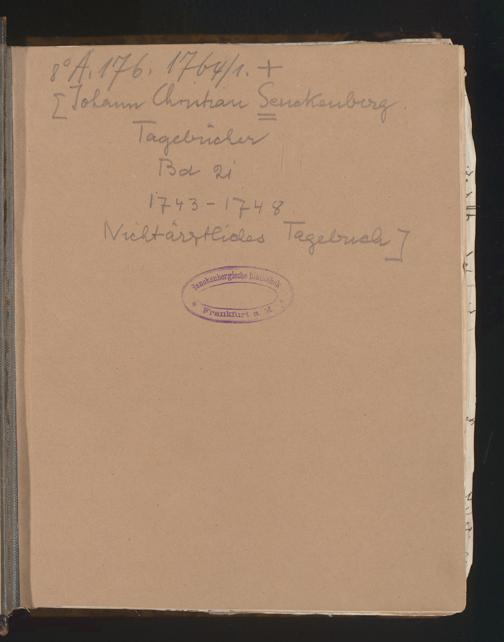 8° A. 176. 1764/1. +
[Johann Christian Senckenberg.
Tagebücher
Bd 21
1743-1748
Nichtärztliches Tagebuch]
Senckenbergische Bibliothek
* Frankfurt a. M. *